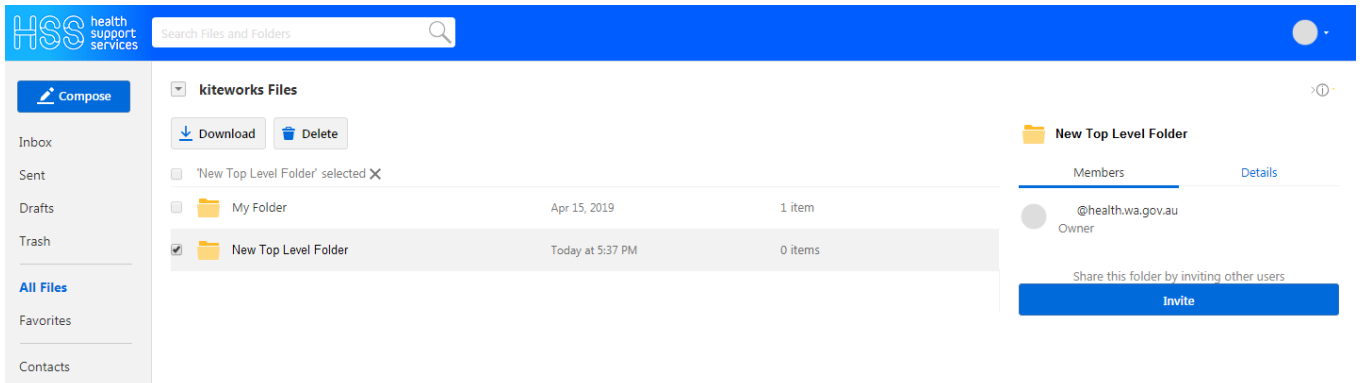 HSS health support services
Search Files and Folders
Compose
Inbox
Sent
Drafts
Trash
All Files
Favorites
Contacts
kiteworks Files
Download Delete
'New Top Level Folder' selected
My Folder Apr 15, 2019 1 item
New Top Level Folder Today at 5:37 PM 0 items
New Top Level Folder
Members Details
@health.wa.gov.au
Owner
Share this folder by inviting other users
Invite